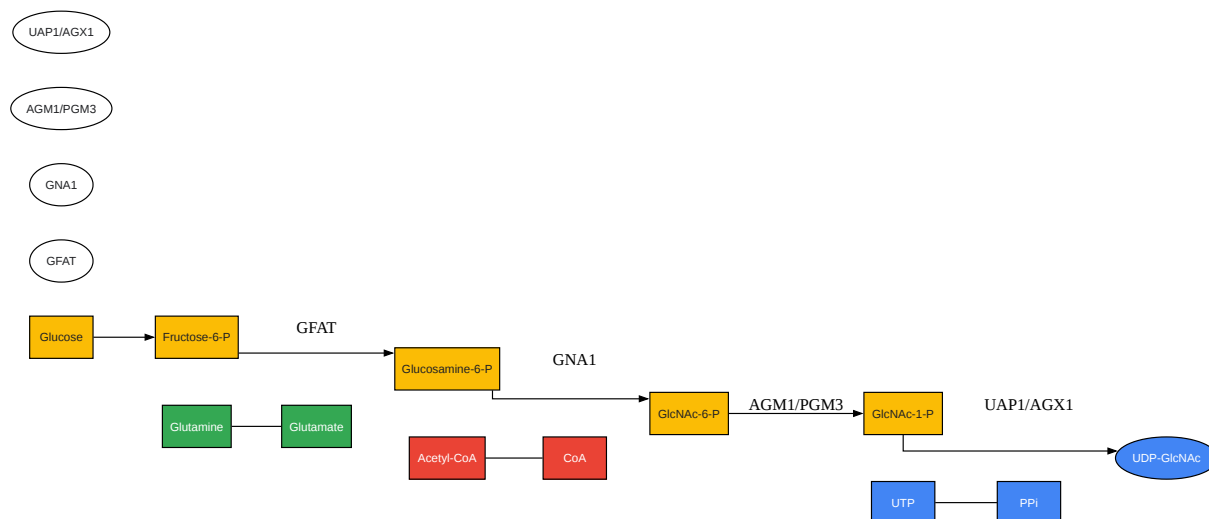 UAP1/AGX1
AGM1/PGM3
GNA1
GFAT
Glucose
Fructose-6-P
GFAT
Glucosamine-6-P
GNA1
GlcNAc-6-P
AGM1/PGM3
GlcNAc-1-P
UAP1/AGX1
UDP-GlcNAc
Glutamine
Glutamate
Acetyl-CoA
CoA
UTP
PPi